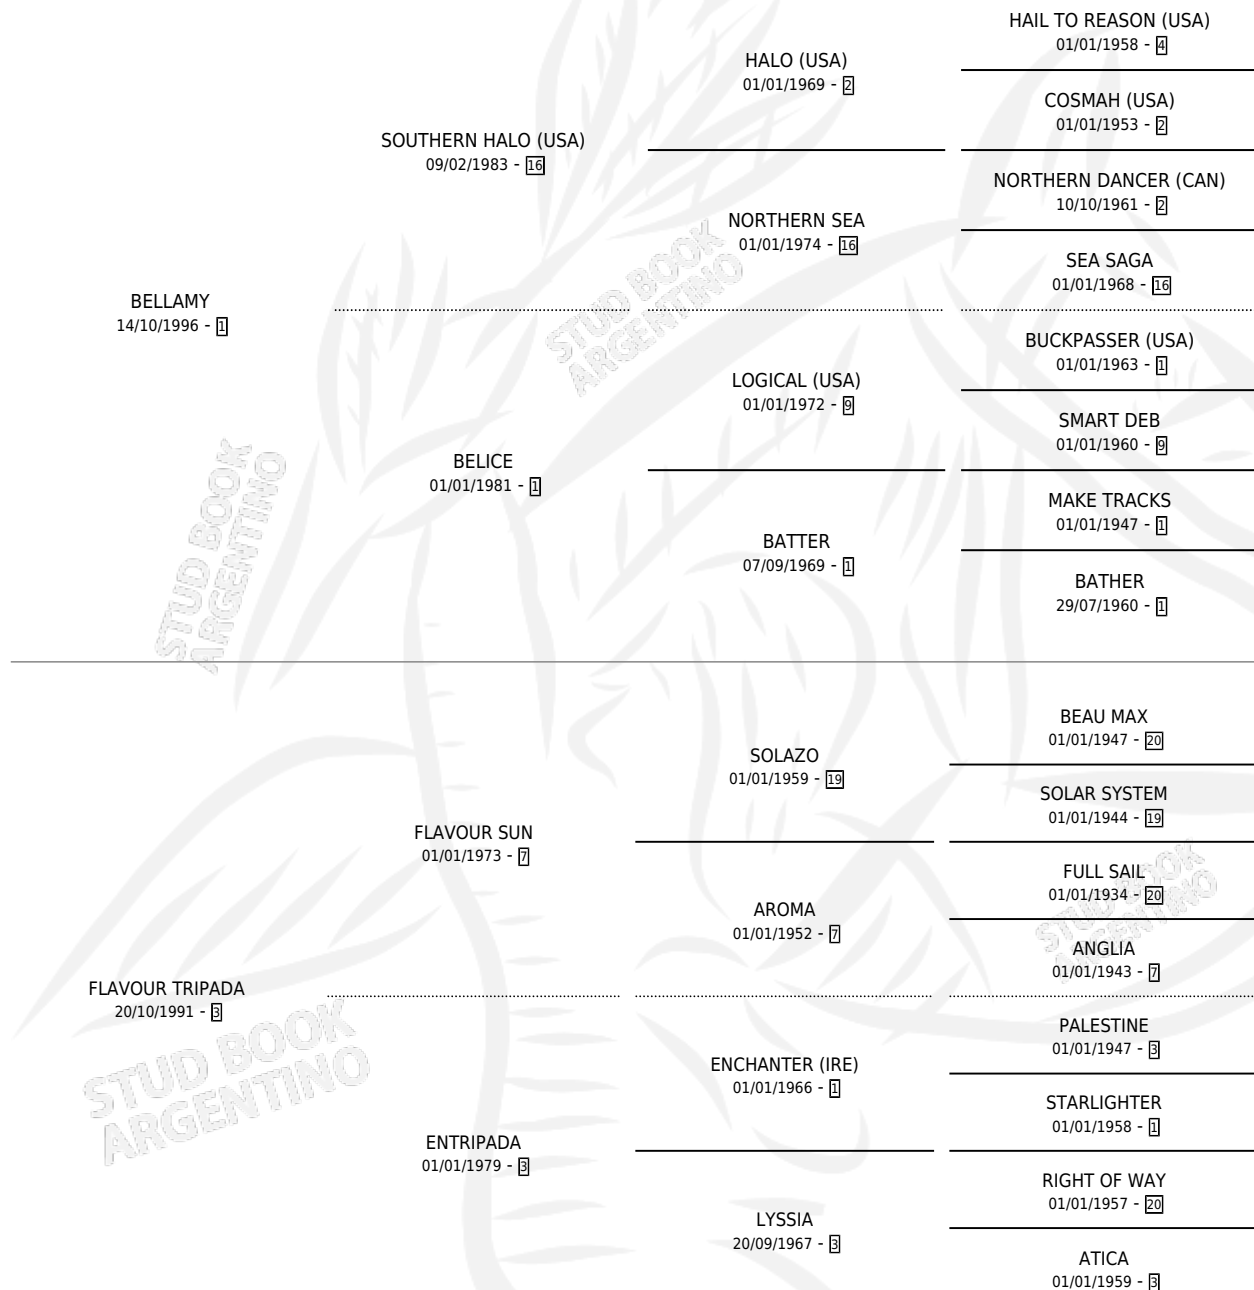 HAIL TO REASON (USA)
01/01/1958 - 4
HALO (USA)
01/01/1969 - 2
COSMAH (USA)
01/01/1953 - 2
SOUTHERN HALO (USA)
09/02/1983 - 16
NORTHERN DANCER (CAN)
10/10/1961 - 2
NORTHERN SEA
01/01/1974 - 16
SEA SAGA
01/01/1968 - 16
BELLAMY
14/10/1996 - 1
BUCKPASSER (USA)
01/01/1963 - 1
LOGICAL (USA)
01/01/1972 - 9
SMART DEB
01/01/1960 - 9
BELICE
01/01/1981 - 1
MAKE TRACKS
01/01/1947 - 1
BATTER
07/09/1969 - 1
BATHER
29/07/1960 - 1
BEAU MAX
01/01/1947 - 20
SOLAZO
01/01/1959 - 19
SOLAR SYSTEM
01/01/1944 - 19
FLAVOUR SUN
01/01/1973 - 7
FULL SAIL
01/01/1934 - 20
AROMA
01/01/1952 - 7
ANGLIA
01/01/1943 - 7
FLAVOUR TRIPADA
20/10/1991 - 3
PALESTINE
01/01/1947 - 3
ENCHANTER (IRE)
01/01/1966 - 1
STARLIGHTER
01/01/1958 - 1
ENTRIPADA
01/01/1979 - 3
RIGHT OF WAY
01/01/1957 - 20
LYSSIA
20/09/1967 - 3
ATICA
01/01/1959 - 3
STUD BOOK
ARGENTINO
STUD BOOK
ARGENTINO
STUD BOOK
ARGENTINO
STUD BOOK
ARGENTINO